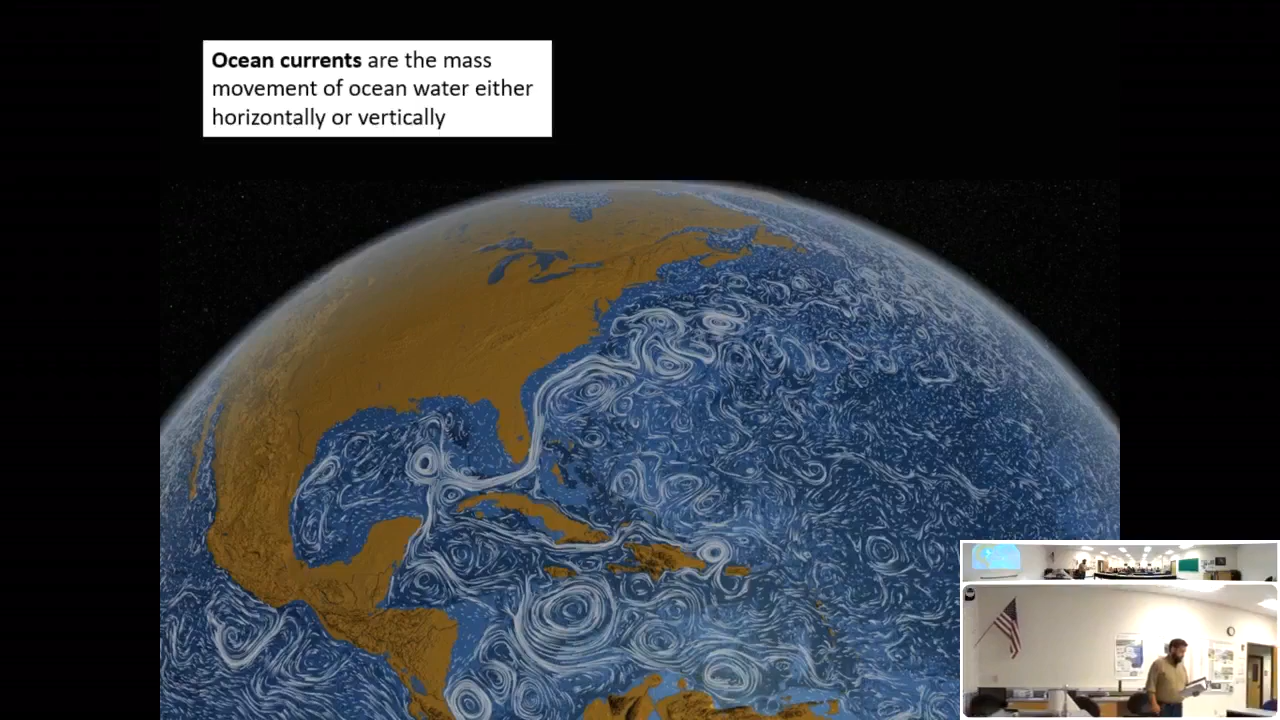 Ocean currents are the mass
movement of ocean water either
horizontally or vertically